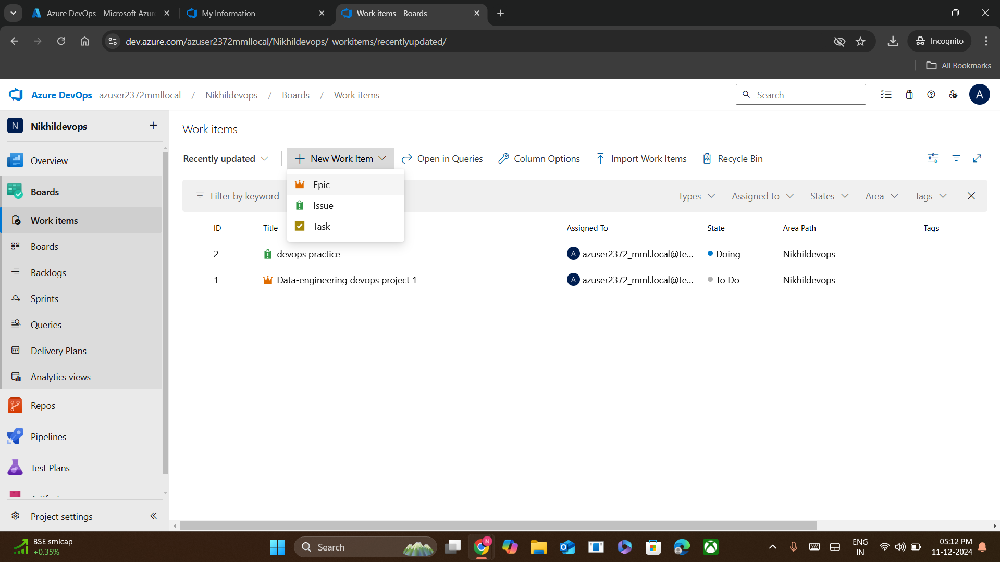 Azure DevOps - Microsoft Azur
My Information
Work items - Boards
dev.azure.com/azuser2372mmllocal/Nikhildevops/_workitems/recentlyupdated/
Incognito
All Bookmarks
Azure DevOps azuser2372mmllocal / Nikhildevops / Boards / Work items
Search
A
N Nikhildevops
Overview
Boards
Work items
Boards
Backlogs
Sprints
Queries
Delivery Plans
Analytics views
Repos
Pipelines
Test Plans
Project settings
Work items
Recently updated
New Work Item
Open in Queries
Column Options
Import Work Items
Recycle Bin
Epic
Issue
Task
Filter by keyword
Types
Assigned to
States
Area
Tags
ID Title Assigned To State Area Path Tags
2 devops practice A azuser2372_mml.local@te... Doing Nikhildevops
1 Data-engineering devops project 1 A azuser2372_mml.local@te... To Do Nikhildevops
BSE smlcap
+0.35%
Search
N
ENG
IN
05:12 PM
11-12-2024